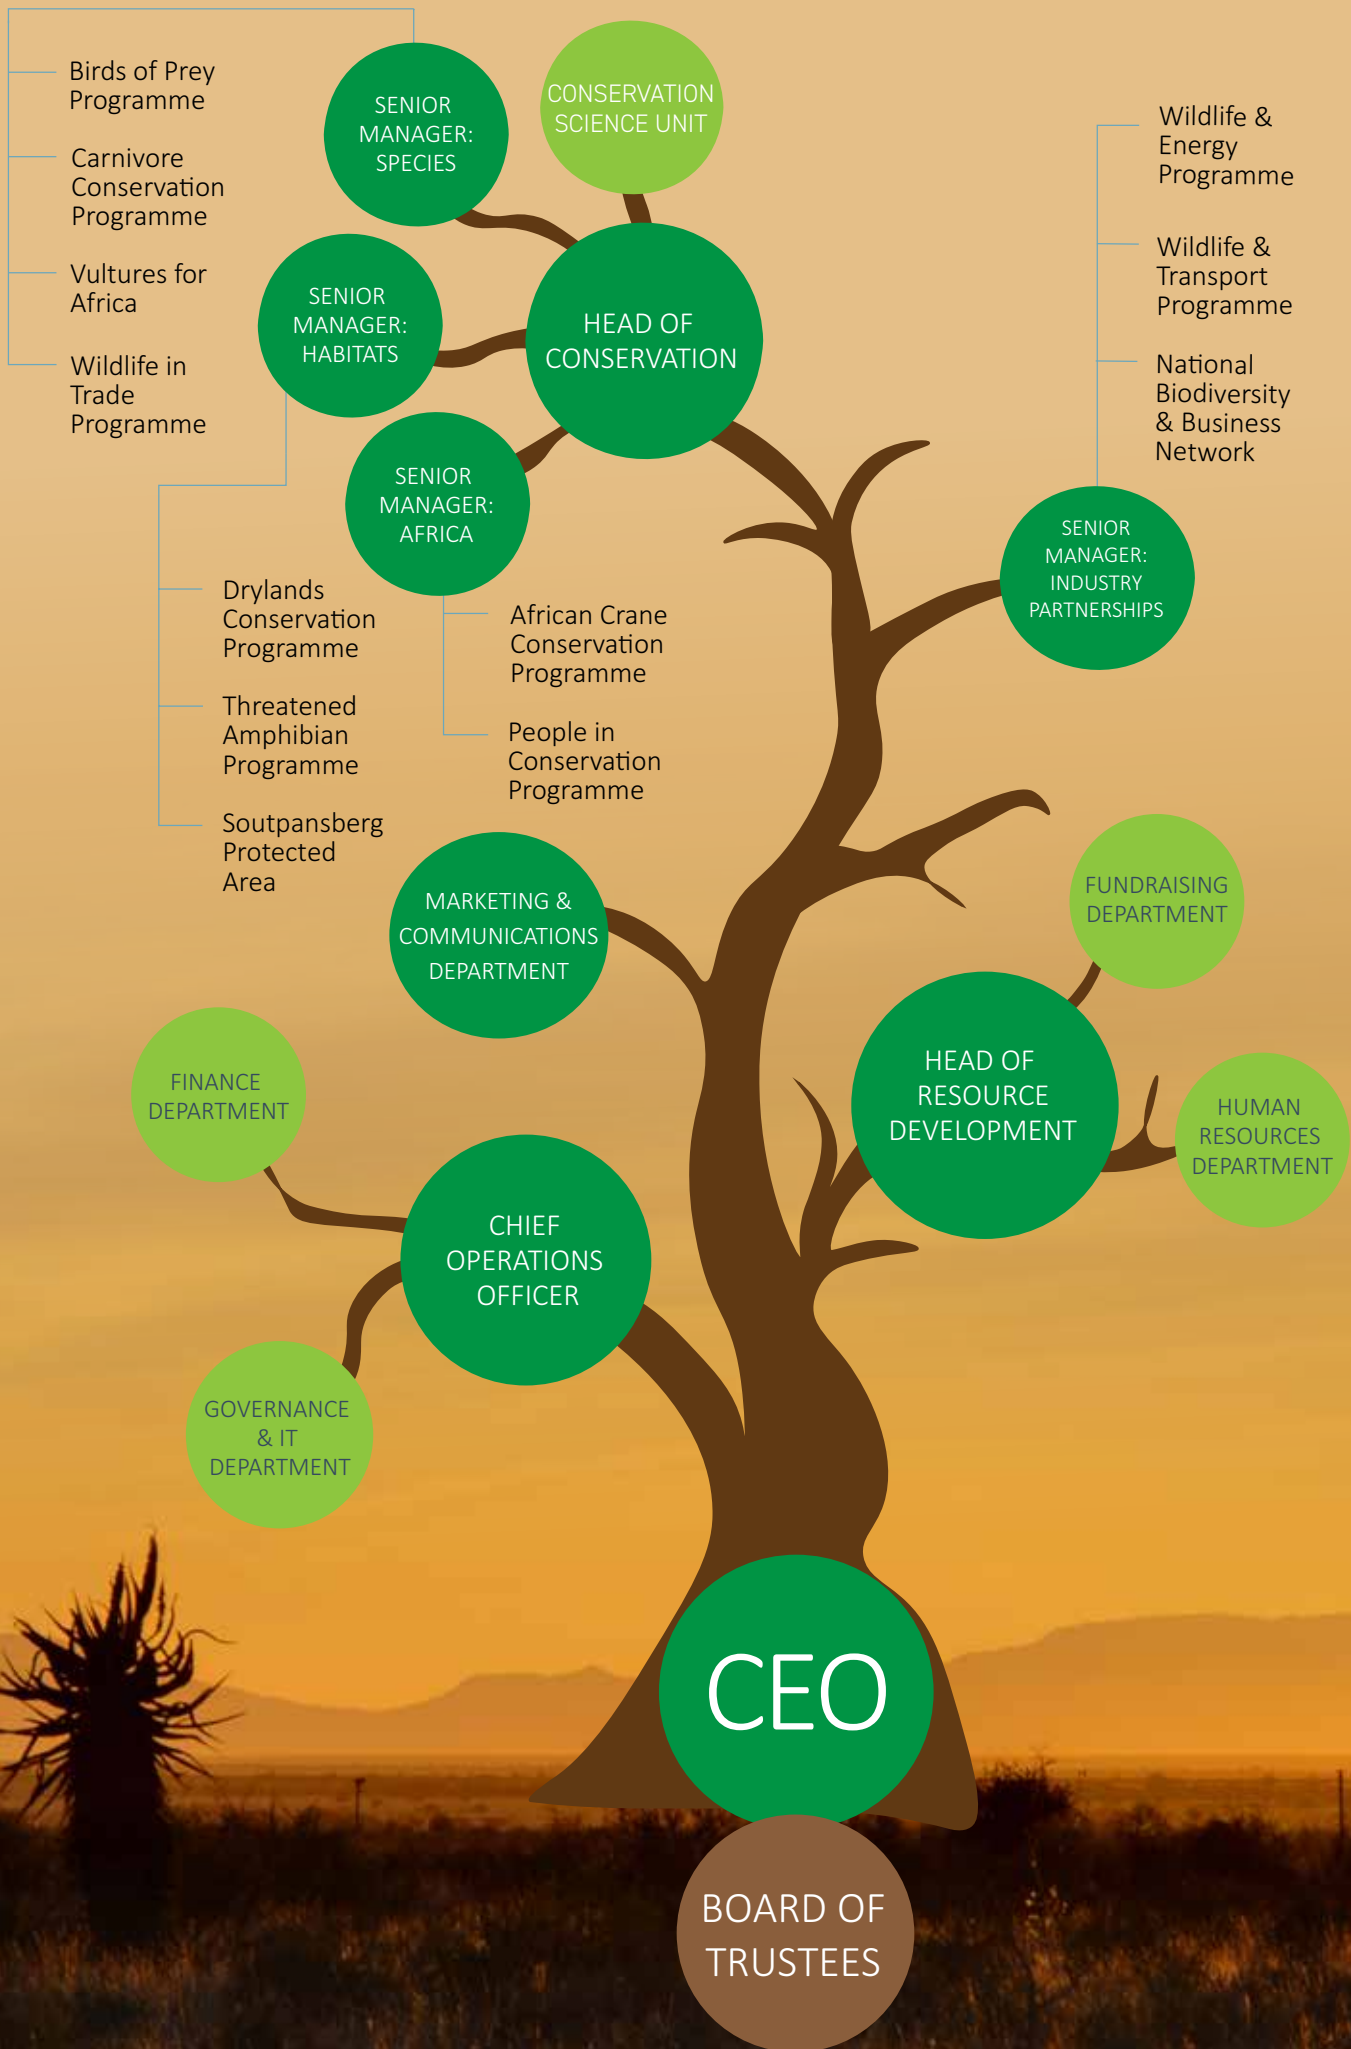 Birds of Prey
Programme
Carnivore
Conservation
Programme
Vultures for
Africa
Wildlife in
Trade
Programme
SENIOR
MANAGER:
SPECIES
CONSERVATION
SCIENCE UNIT
SENIOR
MANAGER:
HABITATS
HEAD OF
CONSERVATION
SENIOR
MANAGER:
AFRICA
Wildlife &
Energy
Programme
Wildlife &
Transport
Programme
National
Biodiversity
& Business
Network
SENIOR
MANAGER:
INDUSTRY
PARTNERSHIPS
Drylands
Conservation
Programme
Threatened
Amphibian
Programme
Soutpansberg
Protected
Area
African Crane
Conservation
Programme
People in
Conservation
Programme
MARKETING &
COMMUNICATIONS
DEPARTMENT
FUNDRAISING
DEPARTMENT
HEAD OF
RESOURCE
DEVELOPMENT
HUMAN
RESOURCES
DEPARTMENT
FINANCE
DEPARTMENT
CHIEF
OPERATIONS
OFFICER
GOVERNANCE
& IT
DEPARTMENT
CEO
BOARD OF
TRUSTEES